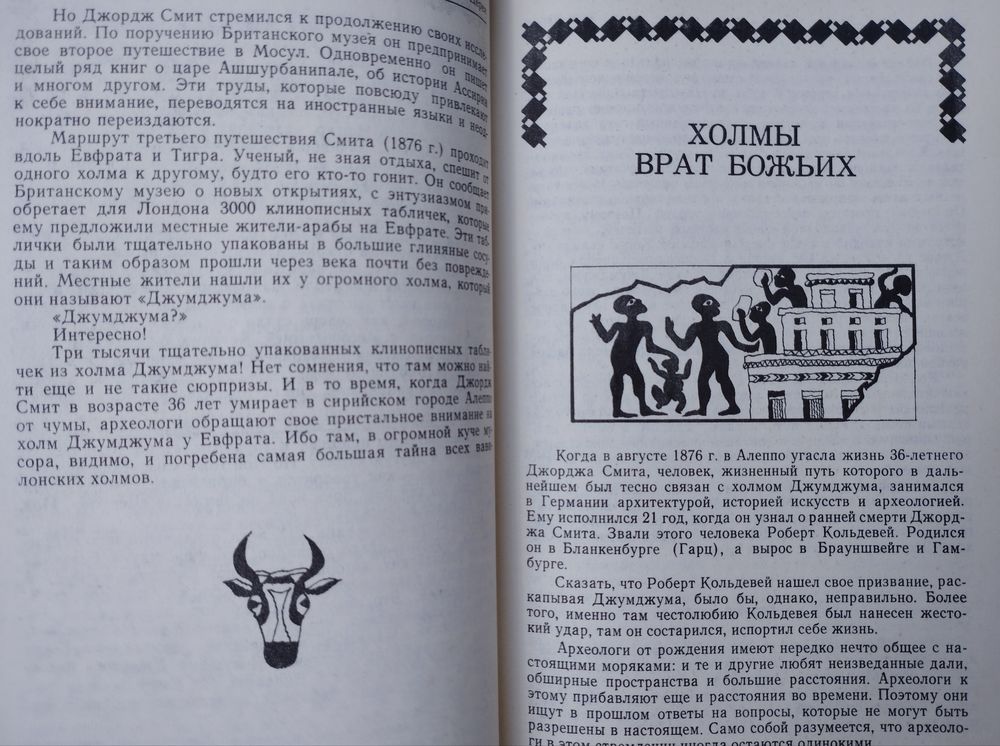 Но Джордж Смит стремился к продолжению своих иссле-
дований. По поручению Британского музея он предпринимает
свое второе путешествие в Мосул. Одновременно он пишет
целый ряд книг о царе Ашшурбанипале, об истории Ассирии
и многом другом. Эти труды, которые повсюду привлекают
к себе внимание, переводятся на иностранные языки и неод-
нократно переиздаются.
Маршрут третьего путешествия Смита (1876 г.) проходит
вдоль Евфрата и Тигра. Ученый, не зная отдыха, спешит от
одного холма к другому, будто его кто-то гонит. Он сообщает
Британскому музею о новых открытиях, с энтузиазмом при-
обретает для Лондона 3000 клинописных табличек, которые
ему предложили местные жители-арабы на Евфрате. Эти таб-
лички были тщательно упакованы в большие глиняные сосу-
ды и таким образом прошли через века почти без поврежде-
ний. Местные жители нашли их у огромного холма, который
они называют «Джумджума».
«Джумджума?»
Интересно!
Три тысячи тщательно упакованных клинописных табли-
чек из холма Джумджума! Нет сомнения, что там можно най-
ти еще и не такие сюрпризы. И в то время, когда Джордж
Смит в возрасте 36 лет умирает в сирийском городе Алеппо
от чумы, археологи обращают свое пристальное внимание на
холм Джумджума у Евфрата. Ибо там, в огромной куче му-
сора, видимо, и погребена самая большая тайна всех вави-
лонских холмов.
ХОЛМЫ
ВРАТ БОЖЬИХ
Когда в августе 1876 г. в Алеппо угасла жизнь 36-летнего
Джорджа Смита, человек, жизненный путь которого в даль-
нейшем был тесно связан с холмом Джумджума, занимался
в Германии архитектурой, историей искусств и археологией.
Ему исполнился 21 год, когда он узнал о ранней смерти Джорд-
жа Смита. Звали этого человека Роберт Кольдевей. Родился
он в Бланкенбурге (Гарц), а вырос в Брауншвейге и Гам-
бурге.
Сказать, что Роберт Кольдевей нашел свое призвание, рас-
капывая Джумджума, было бы, однако, неправильно. Более
того, именно там честолюбию Кольдевея был нанесен жесто-
кий удар, там он состарился, испортил себе жизнь.
Археологи от рождения имеют нередко нечто общее с на-
стоящими моряками: и те и другие любят неизведанные дали,
обширные пространства и большие расстояния. Археологи к
этому прибавляют еще и расстояния во времени. Поэтому они
ищут в прошлом ответы на вопросы, которые не могут быть
разрешены в настоящем. Само собой разумеется, что археоло-
ги в этом стремлении иногда остаются одинокими